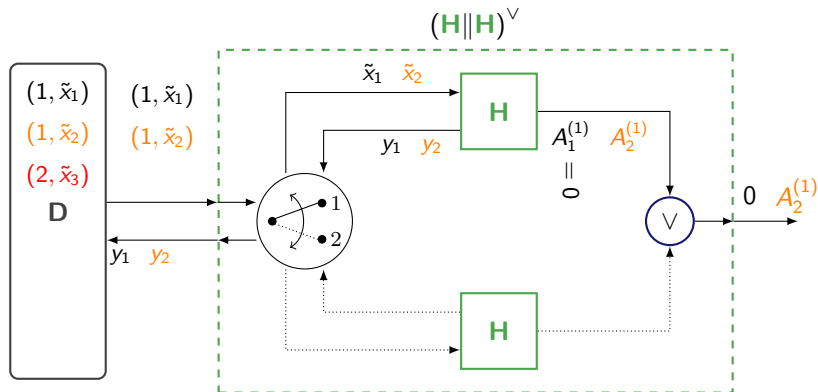 (H‖H)^∨
(1, x̃₁) (1, x̃₁) x̃₁ x̃₂
(1, x̃₂) (1, x̃₂) H
(2, x̃₃) y₁ y₂ A₁^(1) A₂^(1)
D = 0
1
2
∨ 0 A₂^(1)
y₁ y₂
H